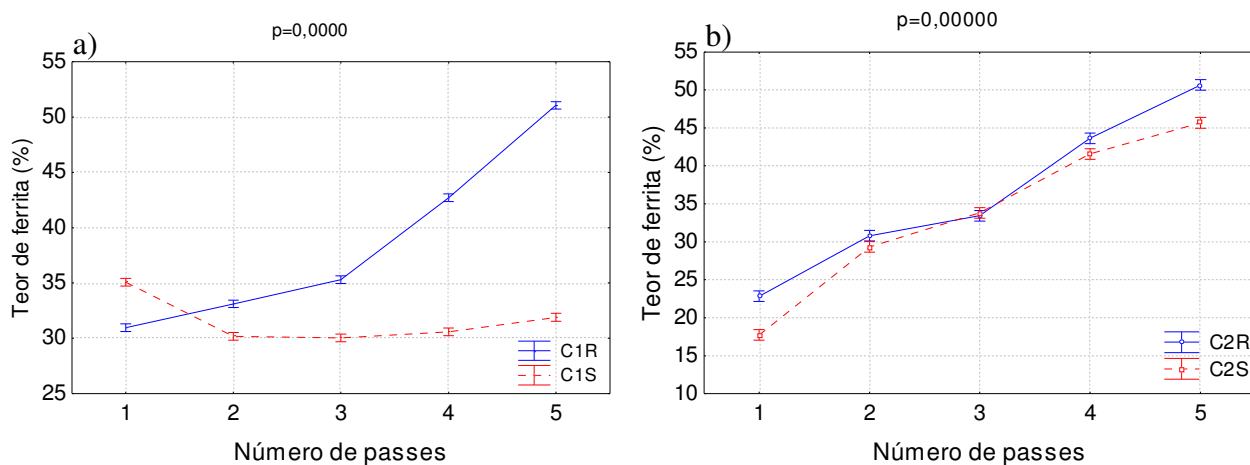 a)
p=0,0000
Teor de ferrita (%)
55
50
45
40
35
30
25
1
2
3
4
5
Número de passes
C1R
C1S
b)
p=0,00000
Teor de ferrita (%)
55
50
45
40
35
30
25
20
15
10
1
2
3
4
5
Número de passes
C2R
C2S